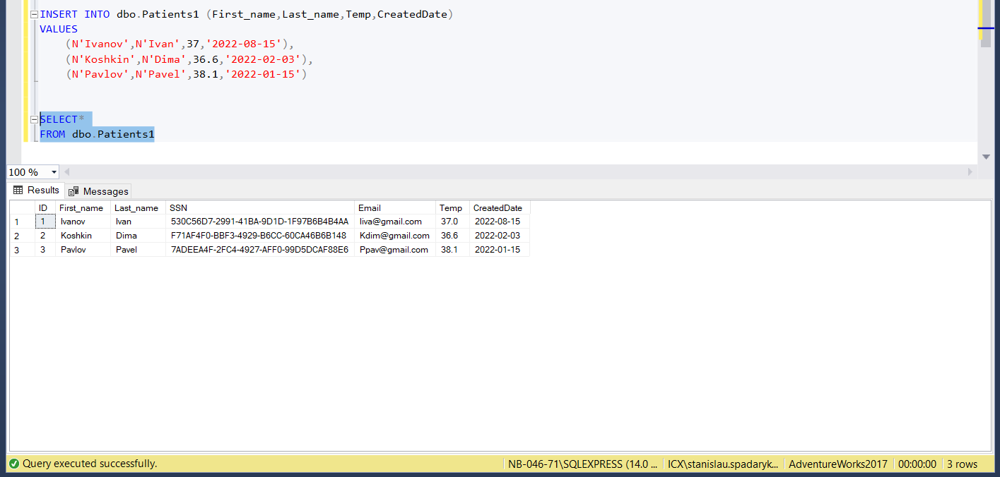 INSERT INTO dbo.Patients1 (First_name,Last_name,Temp,CreatedDate)
VALUES
(N'Ivanov',N'Ivan',37,'2022-08-15'),
(N'Koshkin',N'Dima',36.6,'2022-02-03'),
(N'Pavlov',N'Pavel',38.1,'2022-01-15')
SELECT*
FROM dbo.Patients1
100 %
Results Messages
ID First_name Last_name SSN Email Temp CreatedDate
1 1 Ivanov Ivan 530C56D7-2991-41BA-9D1D-1F97B6B4B4AA Iiva@gmail.com 37.0 2022-08-15
2 2 Koshkin Dima F71AF4F0-BBF3-4929-B6CC-60CA46B6B148 Kdim@gmail.com 36.6 2022-02-03
3 3 Pavlov Pavel 7ADEEA4F-2FC4-4927-AFF0-99D5DCAF88E6 Ppav@gmail.com 38.1 2022-01-15
Query executed successfully. NB-046-71\SQLEXPRESS (14.0 ... ICX\stanislau.spadaryk... AdventureWorks2017 00:00:00 3 rows